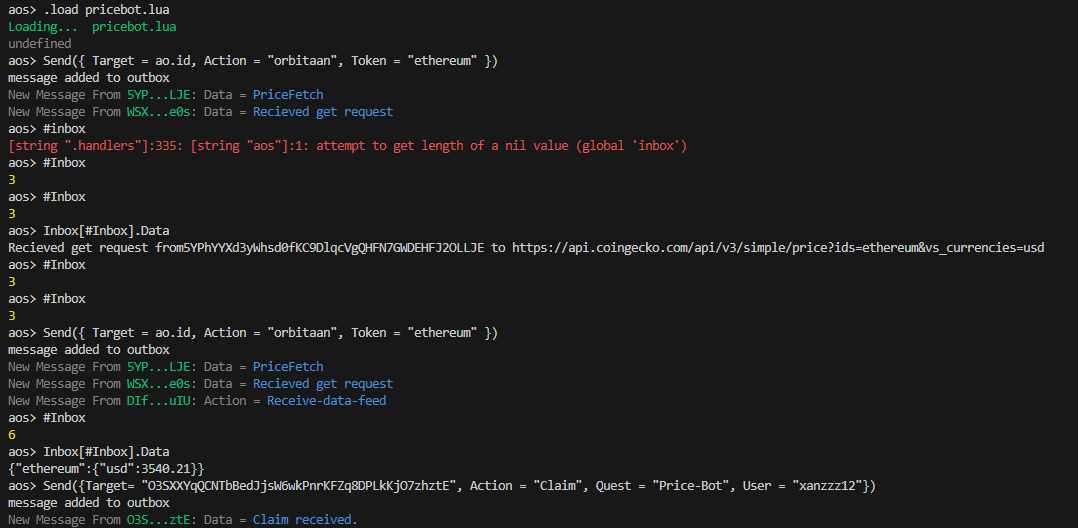 aos> .load pricebot.lua
Loading...  pricebot.lua
undefined
aos> Send({ Target = ao.id, Action = "orbitaan", Token = "ethereum" })
message added to outbox
New Message From 5YP...LJE: Data = PriceFetch
New Message From WSX...e0s: Data = Recieved get request
aos> #inbox
[string ".handlers"]:335: [string "aos"]:1: attempt to get length of a nil value (global 'inbox')
aos> #Inbox
3
aos> #Inbox
3
aos> Inbox[#Inbox].Data
Recieved get request from5YPhYYXd3yWhsd0fKC9DlqcVgQHFN7GWDEHFJ2OLLJE to https://api.coingecko.com/api/v3/simple/price?ids=ethereum&vs_currencies=usd
aos> #Inbox
3
aos> #Inbox
3
aos> Send({ Target = ao.id, Action = "orbitaan", Token = "ethereum" })
message added to outbox
New Message From 5YP...LJE: Data = PriceFetch
New Message From WSX...e0s: Data = Recieved get request
New Message From DIf...uIU: Action = Receive-data-feed
aos> #Inbox
6
aos> Inbox[#Inbox].Data
{"ethereum":{"usd":3540.21}}
aos> Send({Target= "O3SXXYqQCNTbBedJjsW6wkPnrKFZq8DPLkKjO7zhztE", Action = "Claim", Quest = "Price-Bot", User = "xanzzz12"})
message added to outbox
New Message From O3S...ztE: Data = Claim received.